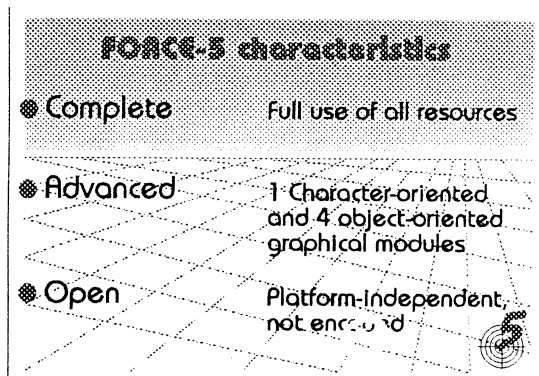 FORCE-5 characteristics
Complete Full use of all resources
Advanced 1 Character-oriented
and 4 object-oriented
graphical modules
Open Platform-independent,
not
5